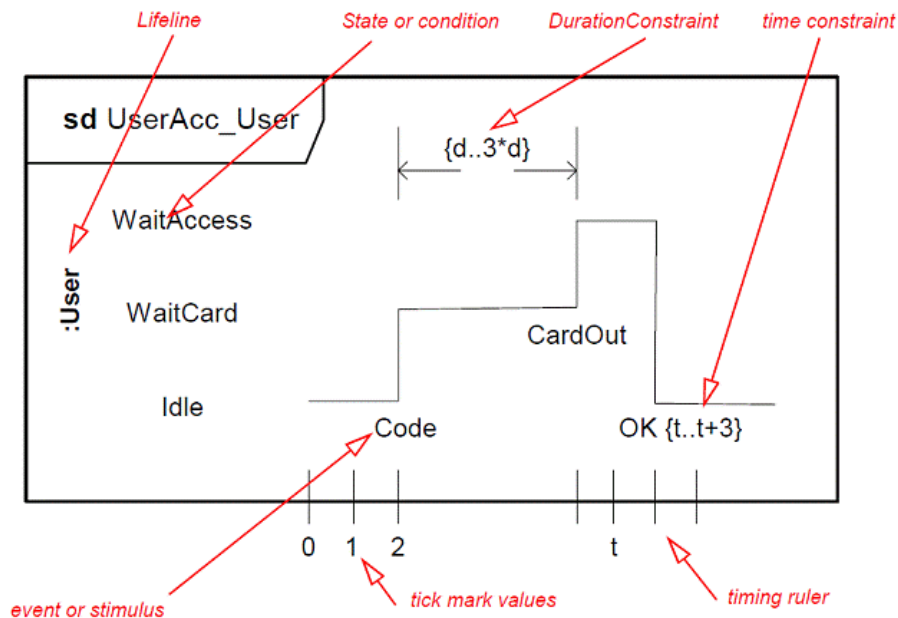 Lifeline
State or condition
DurationConstraint
time constraint
sd UserAcc_User
{d..3*d}
WaitAccess
:User
WaitCard
CardOut
Idle
Code
OK {t..t+3}
0 1 2 t
event or stimulus
tick mark values
timing ruler